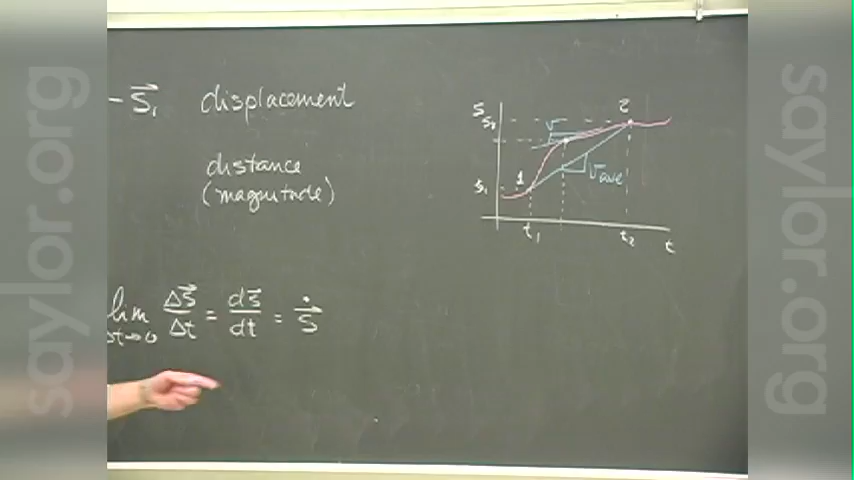 saylor.org
- s⃗₁ displacement
distance
(magnitude)
lim Δs⃗/Δt = ds⃗/dt = s⃗̇
Δt→0
s
2
s₂
v
1
s₁
v ave
t₁ t₂ t
saylor.org